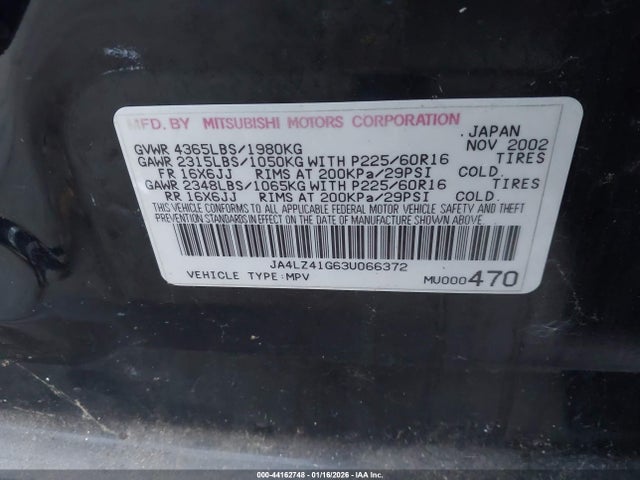 MFD. BY MITSUBISHI MOTORS CORPORATION JAPAN
GVWR 4365LBS/1980KG NOV 2002
GAWR 2315LBS/1050KG WITH P225/60R16 TIRES
FR 16X6JJ RIMS AT 200KPa/29PSI COLD.
GAWR 2348LBS/1065KG WITH P225/60R16 TIRES
RR 16X6JJ RIMS AT 200KPa/29PSI COLD.
THIS VEHICLE CONFORMS TO ALL APPLICABLE FEDERAL MOTOR VEHICLE SAFETY AND THEFT
PREVENTION STANDARDS IN EFFECT ON THE DATE OF MANUFACTURE SHOWN ABOVE.
JA4LZ41G63U066372
VEHICLE TYPE:MPV MU000470
000-44162748 - 01/16/2026 - IAA Inc.